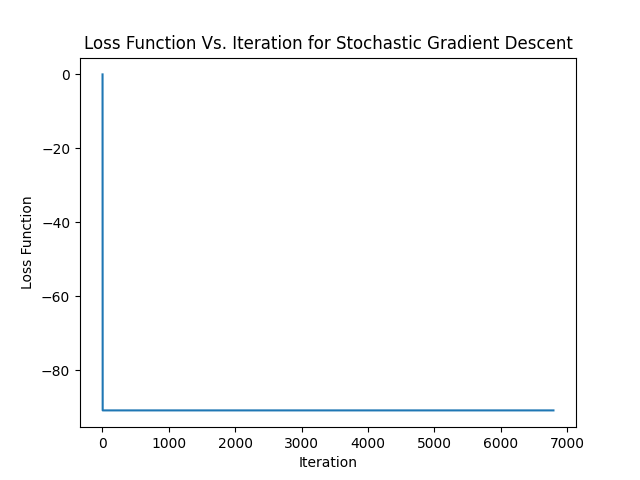 Loss Function Vs. Iteration for Stochastic Gradient Descent
0
−20
−40
−60
−80
Loss Function
0 1000 2000 3000 4000 5000 6000 7000
Iteration